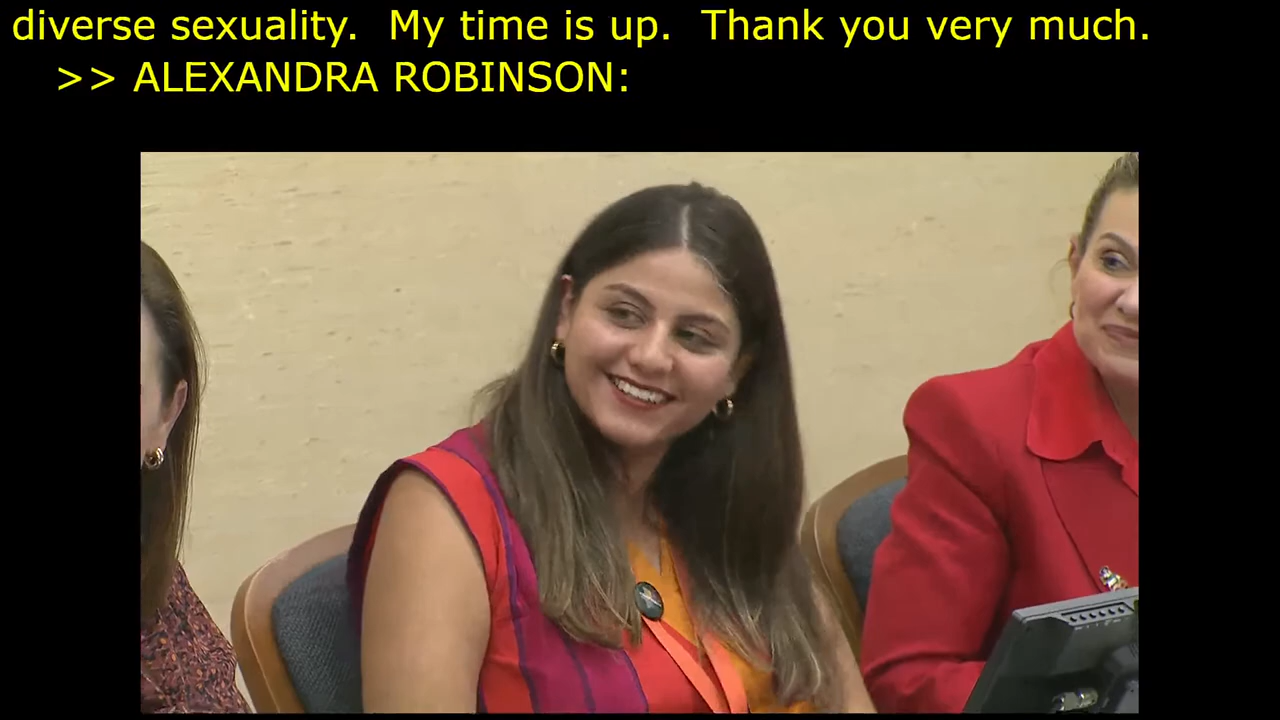 diverse sexuality.  My time is up.  Thank you very much.
>> ALEXANDRA ROBINSON: